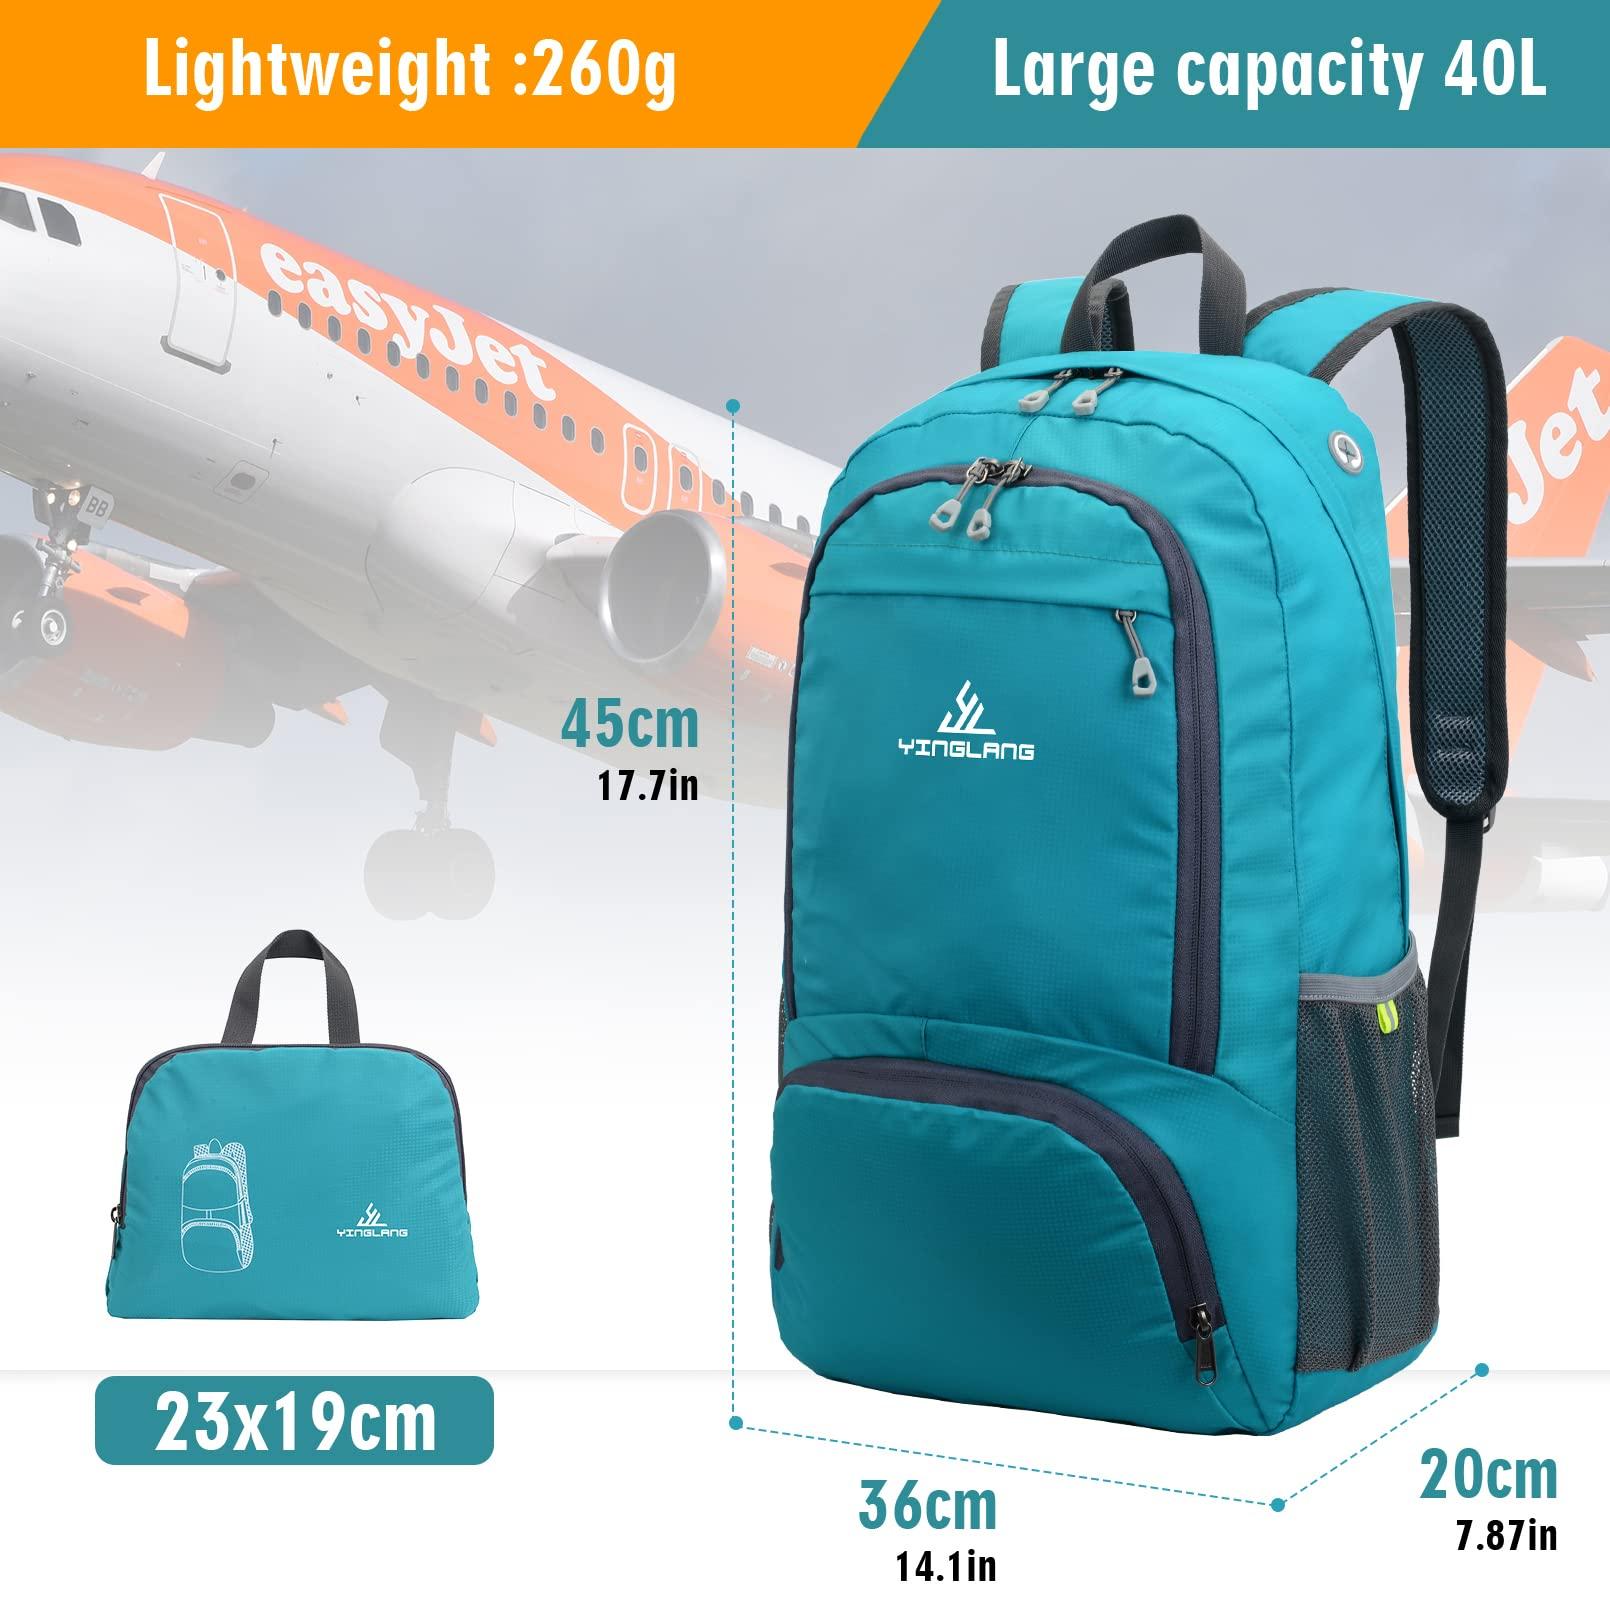 Lightweight :260g
Large capacity 40L
easyJet
Jet
BB
45cm
17.7in
YINGLANG
YINGLANG
23x19cm
36cm
14.1in
20cm
7.87in